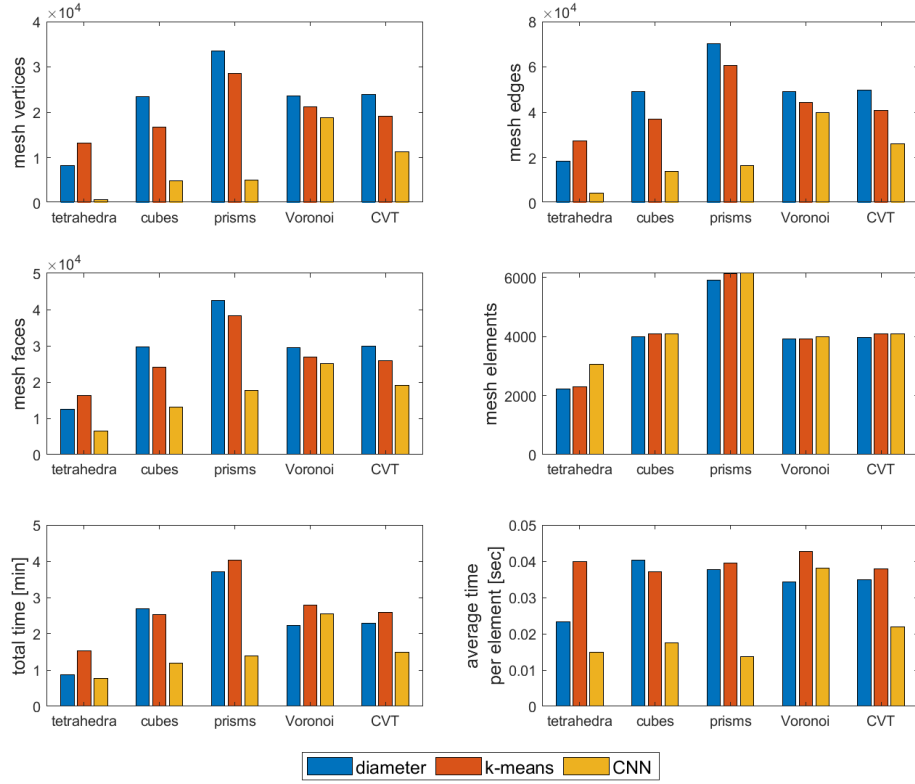 ×10⁴
4
3
2
1
0
mesh vertices
tetrahedra cubes prisms Voronoi CVT
×10⁴
8
6
4
2
0
mesh edges
tetrahedra cubes prisms Voronoi CVT
×10⁴
5
4
3
2
1
0
mesh faces
tetrahedra cubes prisms Voronoi CVT
6000
4000
2000
0
mesh elements
tetrahedra cubes prisms Voronoi CVT
5
4
3
2
1
0
total time [min]
tetrahedra cubes prisms Voronoi CVT
0.05
0.04
0.03
0.02
0.01
0
average time
per element [sec]
tetrahedra cubes prisms Voronoi CVT
diameter k-means CNN